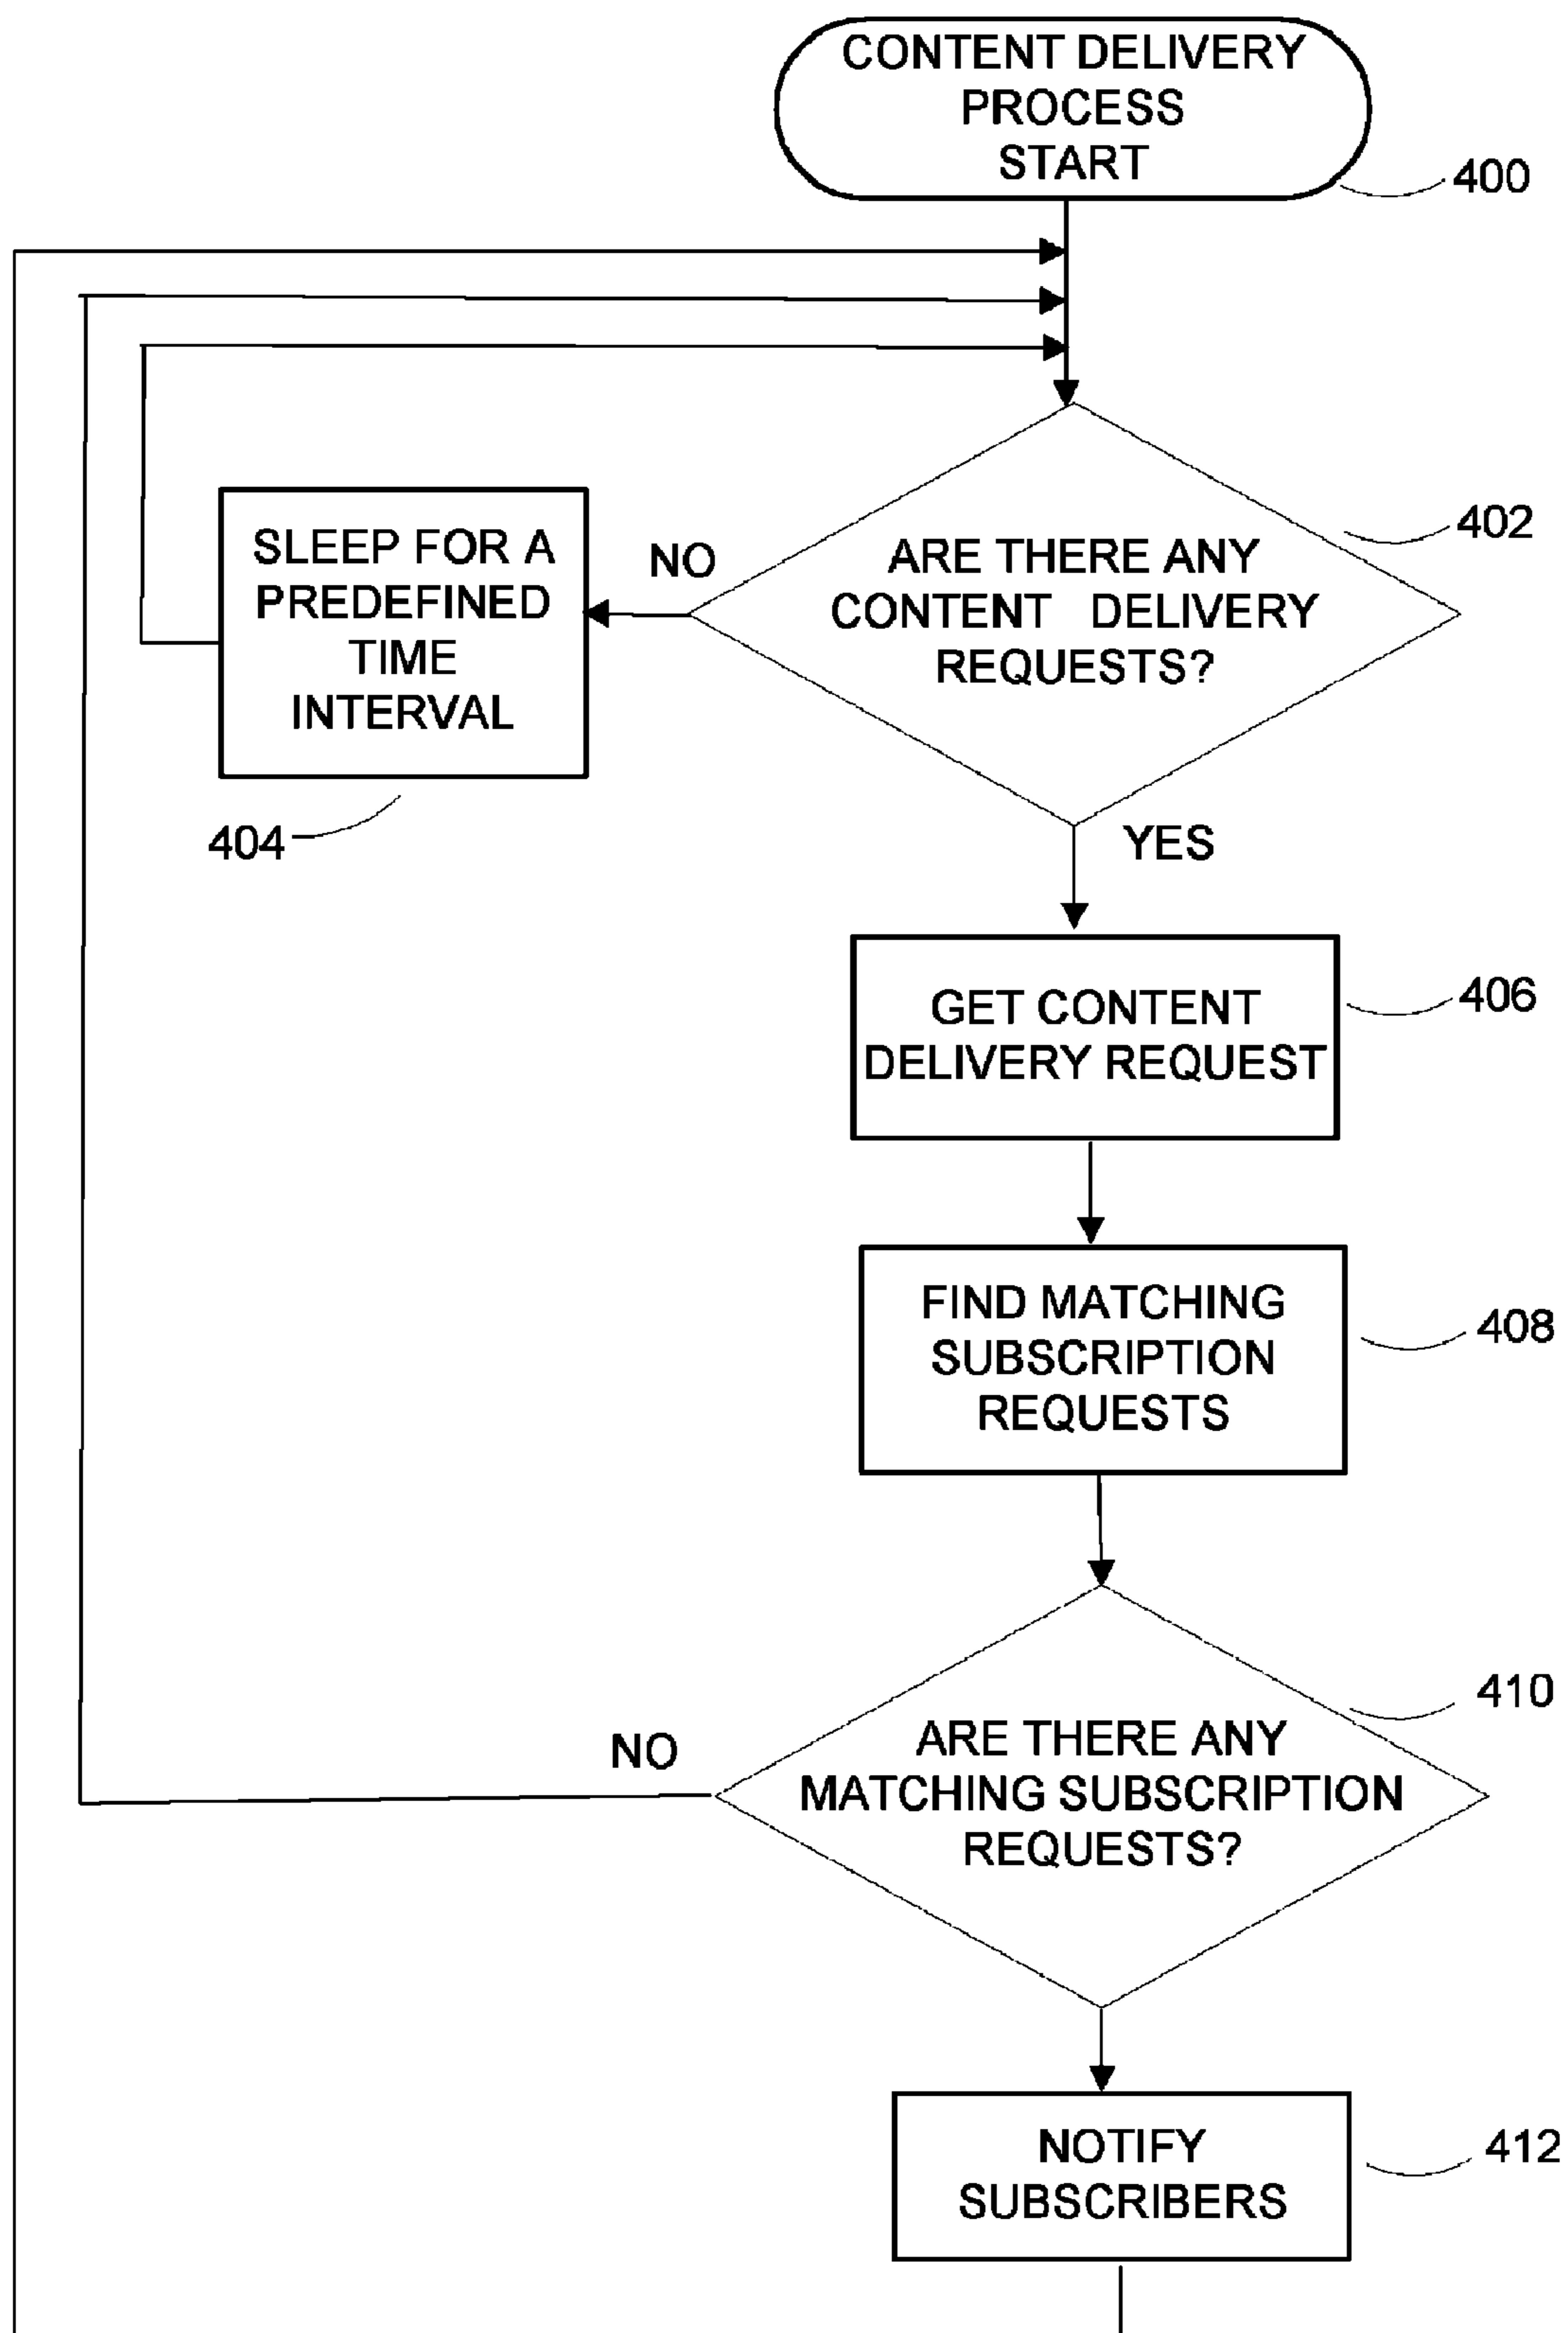 CONTENT DELIVERY
PROCESS
START
400
402
ARE THERE ANY
CONTENT DELIVERY
REQUESTS?
NO
SLEEP FOR A
PREDEFINED
TIME
INTERVAL
404
YES
GET CONTENT
DELIVERY REQUEST
406
FIND MATCHING
SUBSCRIPTION
REQUESTS
408
410
ARE THERE ANY
MATCHING SUBSCRIPTION
REQUESTS?
NO
NOTIFY
SUBSCRIBERS
412